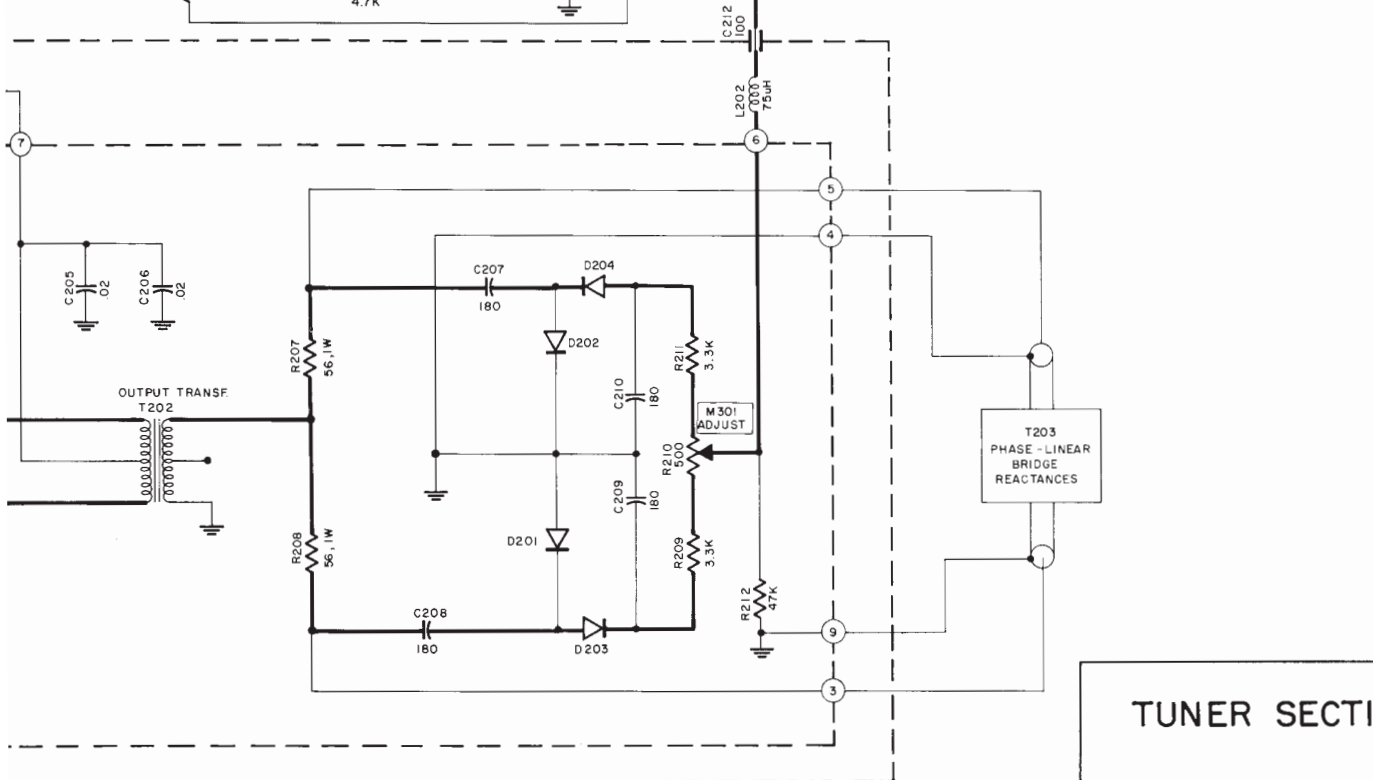 4.7K
C212
100
L202
75uH
7
6
5
4
C205
.02
C206
.02
C207
180
D204
D202
R207
56,1W
R211
3.3K
C210
180
OUTPUT TRANSF.
T202
M301
ADJUST
R210
500
T203
PHASE-LINEAR
BRIDGE
REACTANCES
C209
180
R208
56,1W
D201
R209
3.3K
R212
47K
C208
180
D203
9
3
TUNER SECTI